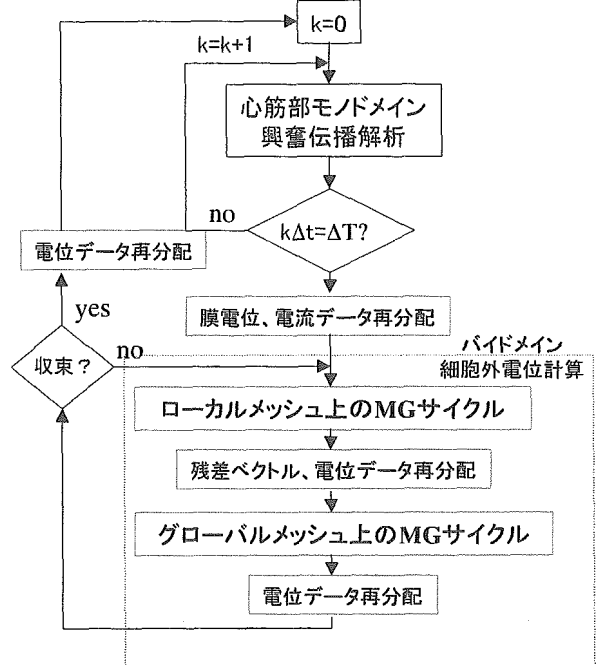 k=0
k=k+1
心筋部モノドメイン
興奮伝播解析
no
kΔt=ΔT?
電位データ再分配
yes
膜電位、電流データ再分配
収束？
no
バイドメイン
細胞外電位計算
ローカルメッシュ上のMGサイクル
残差ベクトル、電位データ再分配
グローバルメッシュ上のMGサイクル
電位データ再分配